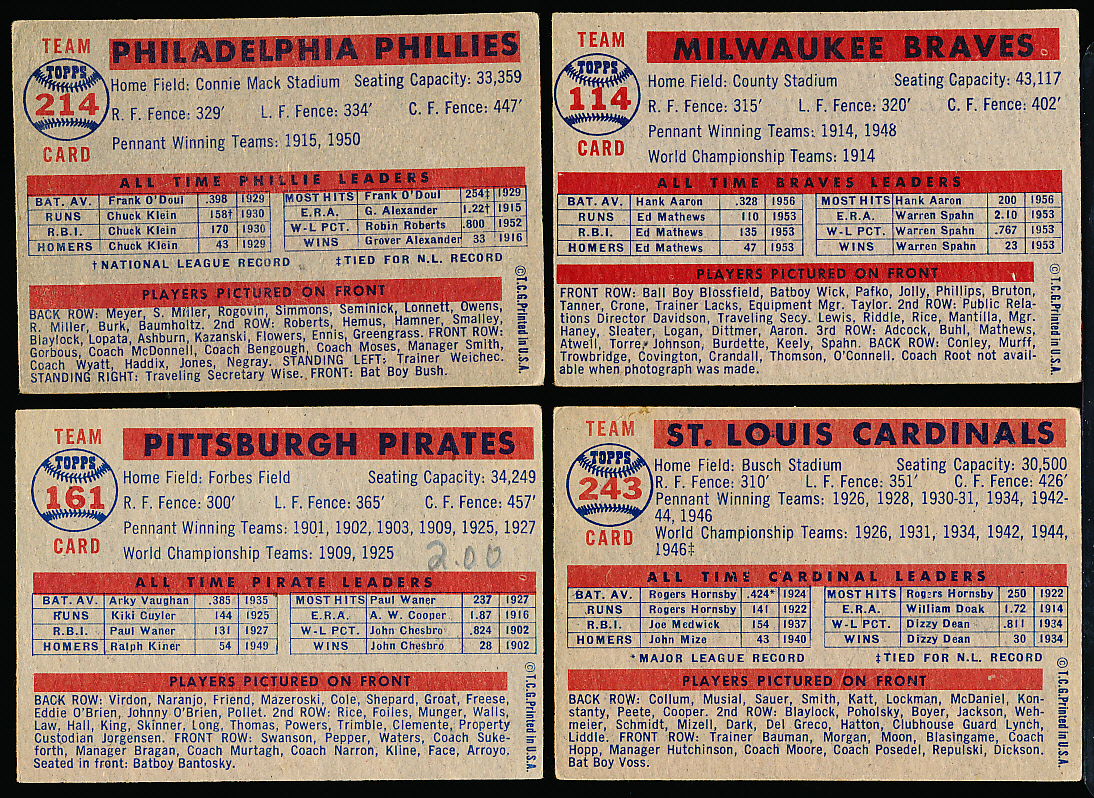 TEAM
PHILADELPHIA PHILLIES
TOPPS
214
CARD
Home Field: Connie Mack Stadium Seating Capacity: 33,359
R. F. Fence: 329′ L. F. Fence: 334′ C. F. Fence: 447′
Pennant Winning Teams: 1915, 1950
ALL TIME PHILLIE LEADERS
BAT. AV. Frank O'Doul .398 1929 MOST HITS Frank O'Doul 254‡ 1929
RUNS Chuck Klein 158† 1930 E.R.A. G. Alexander 1.22† 1915
R.B.I. Chuck Klein 170 1930 W-L PCT. Robin Roberts .800 1952
HOMERS Chuck Klein 43 1929 WINS Grover Alexander 33 1916
†NATIONAL LEAGUE RECORD ‡TIED FOR N.L. RECORD
PLAYERS PICTURED ON FRONT
BACK ROW: Meyer, S. Miller, Rogovin, Simmons, Seminick, Lonnett, Owens,
R. Miller, Burk, Baumholtz. 2nd ROW: Roberts, Hemus, Hamner, Smalley,
Blaylock, Lopata, Ashburn, Kazanski, Flowers, Ennis, Greengrass. FRONT ROW:
Gorbous, Coach McDonnell, Coach Bengough, Coach Moses, Manager Smith,
Coach Wyatt, Haddix, Jones, Negray. STANDING LEFT: Trainer Weichec.
STANDING RIGHT: Traveling Secretary Wise. FRONT: Bat Boy Bush.
©T.C.G.Printed in U.S.A.
TEAM
MILWAUKEE BRAVES
TOPPS
114
CARD
Home Field: County Stadium Seating Capacity: 43,117
R. F. Fence: 315′ L. F. Fence: 320′ C. F. Fence: 402′
Pennant Winning Teams: 1914, 1948
World Championship Teams: 1914
ALL TIME BRAVES LEADERS
BAT. AV. Hank Aaron .328 1956 MOST HITS Hank Aaron 200 1956
RUNS Ed Mathews 110 1953 E.R.A. Warren Spahn 2.10 1953
R.B.I. Ed Mathews 135 1953 W-L PCT. Warren Spahn .767 1953
HOMERS Ed Mathews 47 1953 WINS Warren Spahn 23 1953
PLAYERS PICTURED ON FRONT
FRONT ROW: Ball Boy Blossfield, Batboy Wick, Pafko, Jolly, Phillips, Bruton,
Tanner, Crone, Trainer Lacks, Equipment Mgr. Taylor. 2nd ROW: Public Rela-
tions Director Davidson, Traveling Secy. Lewis, Riddle, Rice, Mantilla, Mgr.
Haney, Sleater, Logan, Dittmer, Aaron. 3rd ROW: Adcock, Buhl, Mathews,
Atwell, Torre, Johnson, Burdette, Keely, Spahn. BACK ROW: Conley, Murff,
Trowbridge, Covington, Crandall, Thomson, O'Connell. Coach Root not avail-
able when photograph was made.
©T.C.G.Printed in U.S.A.
TEAM
PITTSBURGH PIRATES
TOPPS
161
CARD
Home Field: Forbes Field Seating Capacity: 34,249
R. F. Fence: 300′ L. F. Fence: 365′ C. F. Fence: 457′
Pennant Winning Teams: 1901, 1902, 1903, 1909, 1925, 1927
World Championship Teams: 1909, 1925
2.00
ALL TIME PIRATE LEADERS
BAT. AV. Arky Vaughan .385 1935 MOST HITS Paul Waner 237 1927
RUNS Kiki Cuyler 144 1925 E.R.A. A. W. Cooper 1.87 1916
R.B.I. Paul Waner 131 1927 W-L PCT. John Chesbro .824 1902
HOMERS Ralph Kiner 54 1949 WINS John Chesbro 28 1902
PLAYERS PICTURED ON FRONT
BACK ROW: Virdon, Naranjo, Friend, Mazeroski, Cole, Shepard, Groat, Freese,
Eddie O'Brien, Johnny O'Brien, Pollet. 2nd ROW: Rice, Foiles, Munger, Walls,
Law, Hall, King, Skinner, Long, Thomas, Powers, Trimble, Clemente, Property
Custodian Jorgensen. FRONT ROW: Swanson, Pepper, Waters, Coach Suke-
forth, Manager Bragan, Coach Murtagh, Coach Narron, Kline, Face, Arroyo.
Seated in front: Batboy Bantosky.
©T.C.G.Printed in U.S.A.
TEAM
ST. LOUIS CARDINALS
TOPPS
243
CARD
Home Field: Busch Stadium Seating Capacity: 30,500
R. F. Fence: 310′ L. F. Fence: 351′ C. F. Fence: 426′
Pennant Winning Teams: 1926, 1928, 1930-31, 1934, 1942-
44, 1946
World Championship Teams: 1926, 1931, 1934, 1942, 1944,
1946‡
ALL TIME CARDINAL LEADERS
BAT. AV. Rogers Hornsby .424* 1924 MOST HITS Rogers Hornsby 250 1922
RUNS Rogers Hornsby 141 1922 E.R.A. William Doak 1.72 1914
R.B.I. Joe Medwick 154 1937 W-L PCT. Dizzy Dean .811 1934
HOMERS John Mize 43 1940 WINS Dizzy Dean 30 1934
*MAJOR LEAGUE RECORD ‡TIED FOR N.L. RECORD
PLAYERS PICTURED ON FRONT
BACK ROW: Collum, Musial, Sauer, Smith, Katt, Lockman, McDaniel, Kon-
stanty, Peete, Cooper. 2nd ROW: Blaylock, Poholsky, Boyer, Jackson, Weh-
meier, Schmidt, Mizell, Dark, Del Greco, Hatton, Clubhouse Guard Lynch,
Liddle. FRONT ROW: Trainer Bauman, Morgan, Moon, Blasingame, Coach
Hopp, Manager Hutchinson, Coach Moore, Coach Posedel, Repulski, Dickson.
Bat Boy Voss.
©T.C.G.Printed in U.S.A.